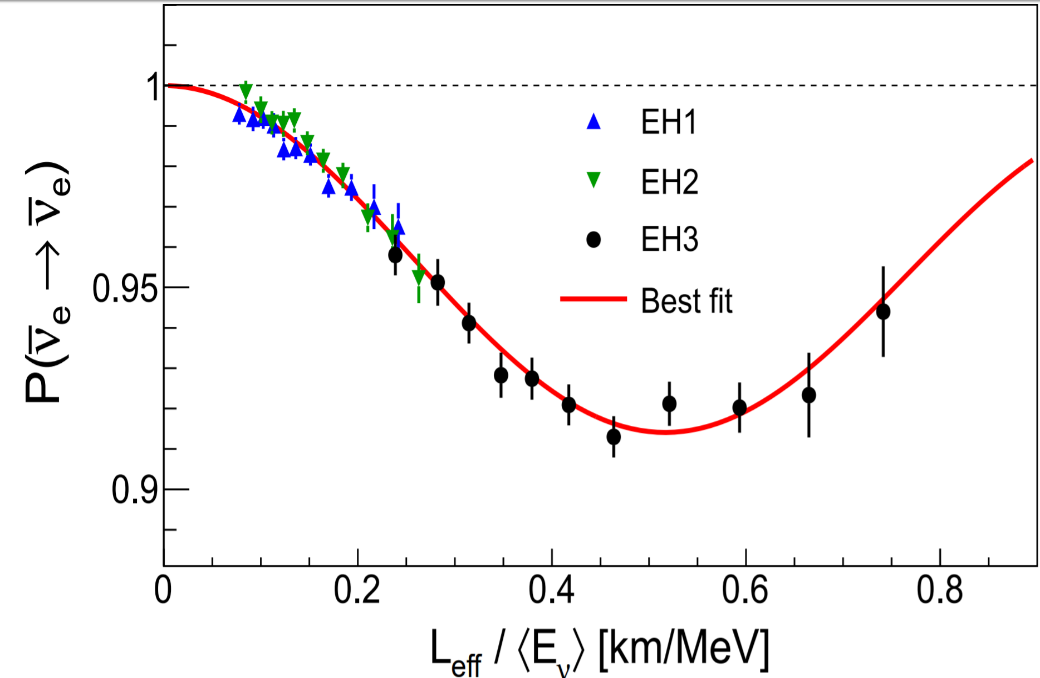 P(ν̅e → ν̅e)
1
0.95
0.9
EH1
EH2
EH3
Best fit
0 0.2 0.4 0.6 0.8
Leff / ⟨Eν⟩ [km/MeV]